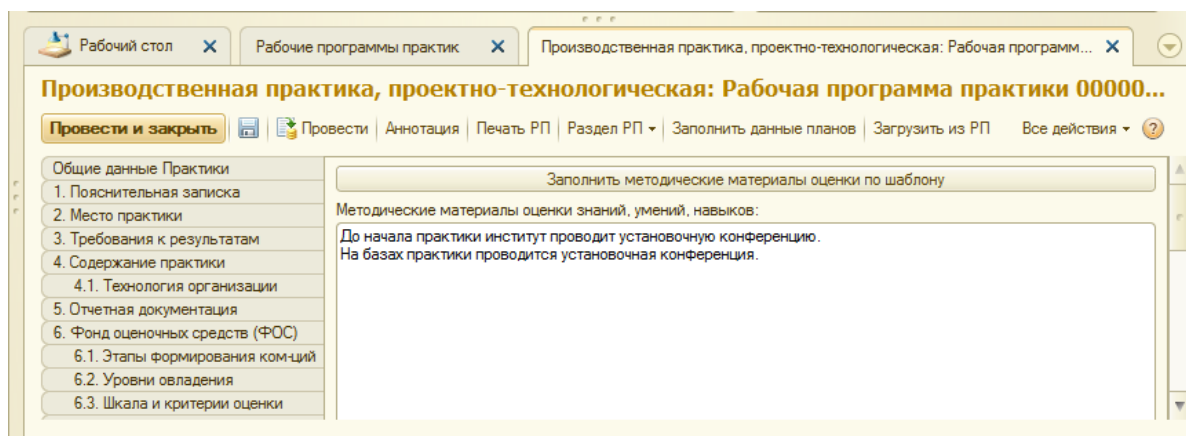 Рабочий стол
Рабочие программы практик
Производственная практика, проектно-технологическая: Рабочая программ...
Производственная практика, проектно-технологическая: Рабочая программа практики 00000...
Провести и закрыть Провести Аннотация Печать РП Раздел РП Заполнить данные планов Загрузить из РП Все действия ?
Общие данные Практики
1. Пояснительная записка
2. Место практики
3. Требования к результатам
4. Содержание практики
4.1. Технология организации
5. Отчетная документация
6. Фонд оценочных средств (ФОС)
6.1. Этапы формирования ком-ций
6.2. Уровни овладения
6.3. Шкала и критерии оценки
Заполнить методические материалы оценки по шаблону
Методические материалы оценки знаний, умений, навыков:
До начала практики институт проводит установочную конференцию.
На базах практики проводится установочная конференция.